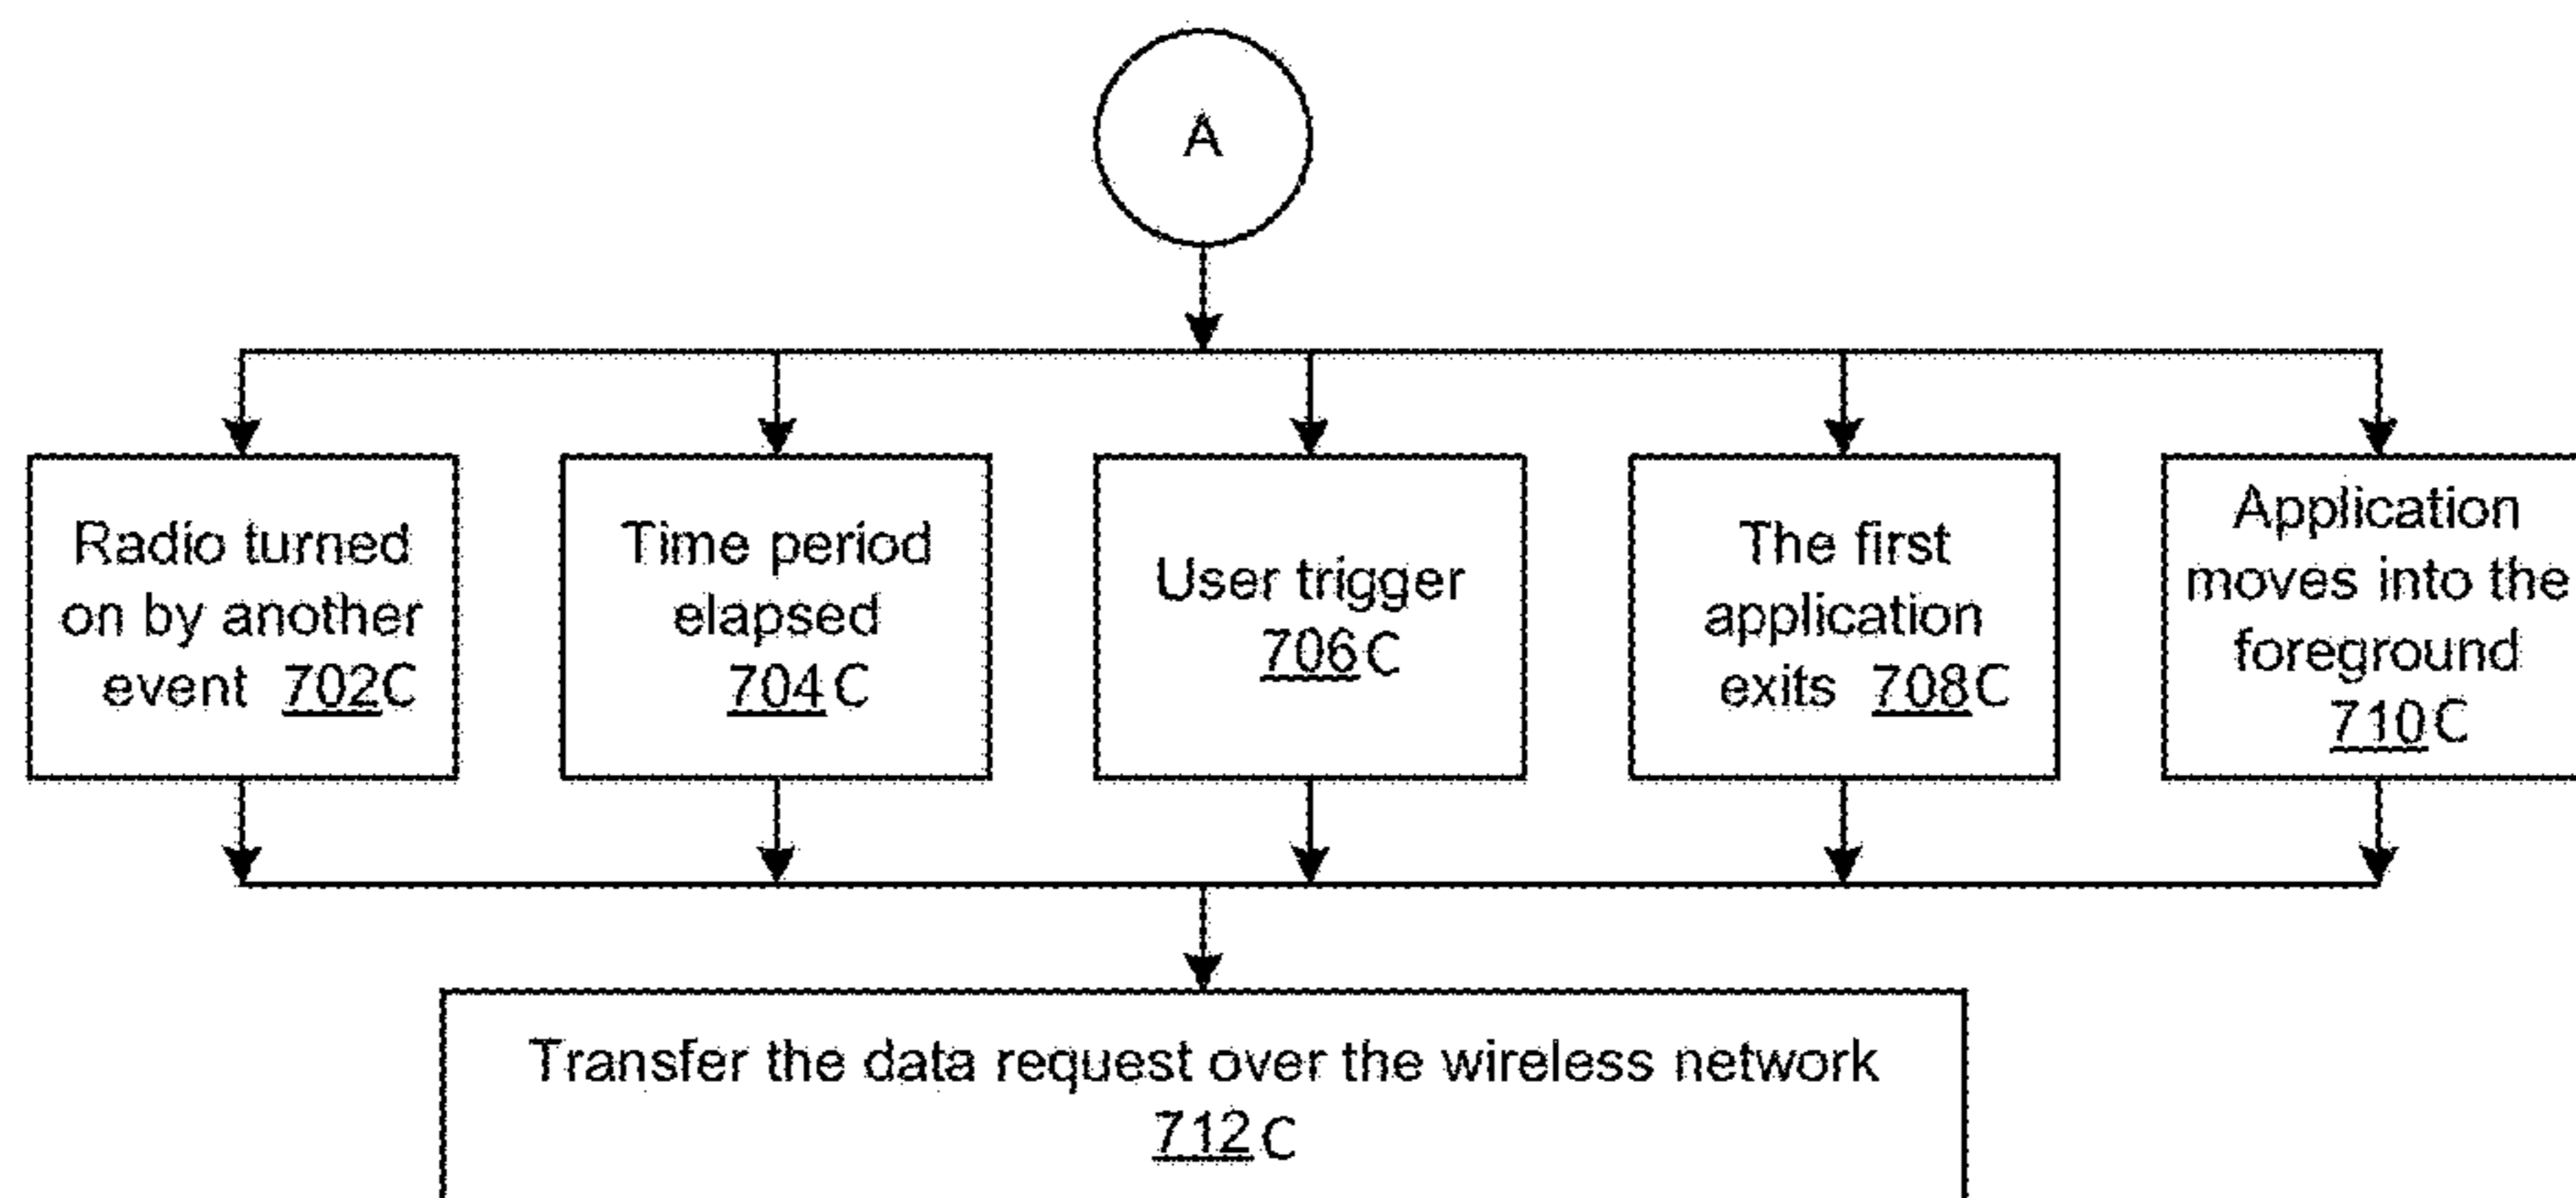 A
Radio turned
on by another
event 702C
Time period
elapsed
704C
User trigger
706C
The first
application
exits 708C
Application
moves into the
foreground
710C
Transfer the data request over the wireless network
712C